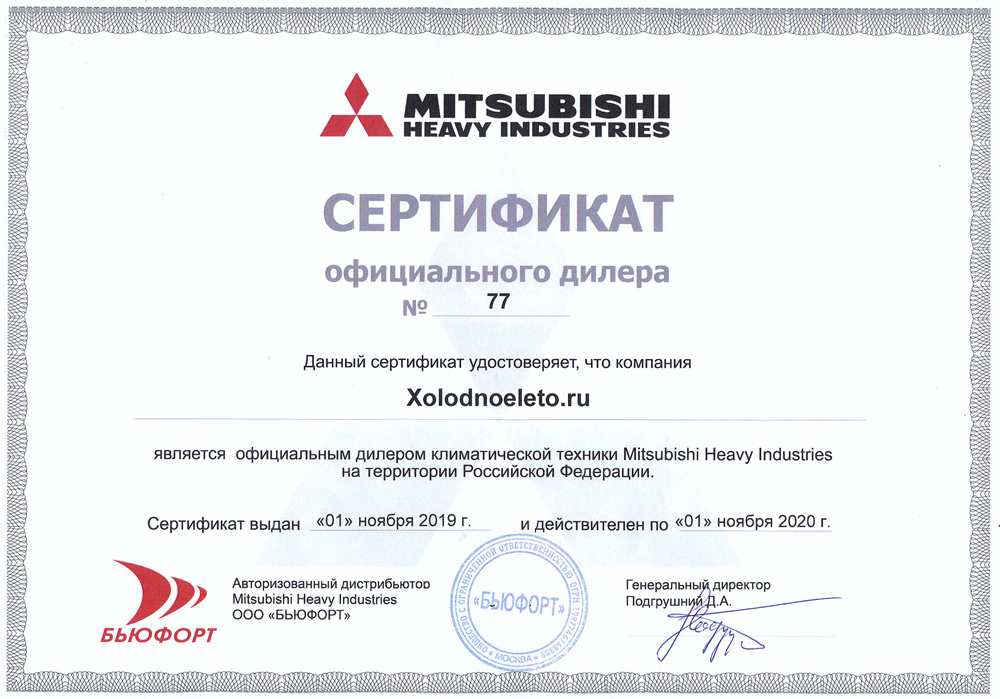 MITSUBISHI
HEAVY INDUSTRIES
СЕРТИФИКАТ
официального дилера
№ 77
Данный сертификат удостоверяет, что компания
Xolodnoeleto.ru
является официальным дилером климатической техники Mitsubishi Heavy Industries
на территории Российской Федерации.
Сертификат выдан «01» ноября 2019 г. и действителен по «01» ноября 2020 г.
БЬЮФОРТ
Авторизованный дистрибьютор
Mitsubishi Heavy Industries
ООО «БЬЮФОРТ»
ОБЩЕСТВО С ОГРАНИЧЕННОЙ ОТВЕТСТВЕННОСТЬЮ ОГРН
«БЬЮФОРТ»
* МОСКВА *
Генеральный директор
Подгрушний Д.А.